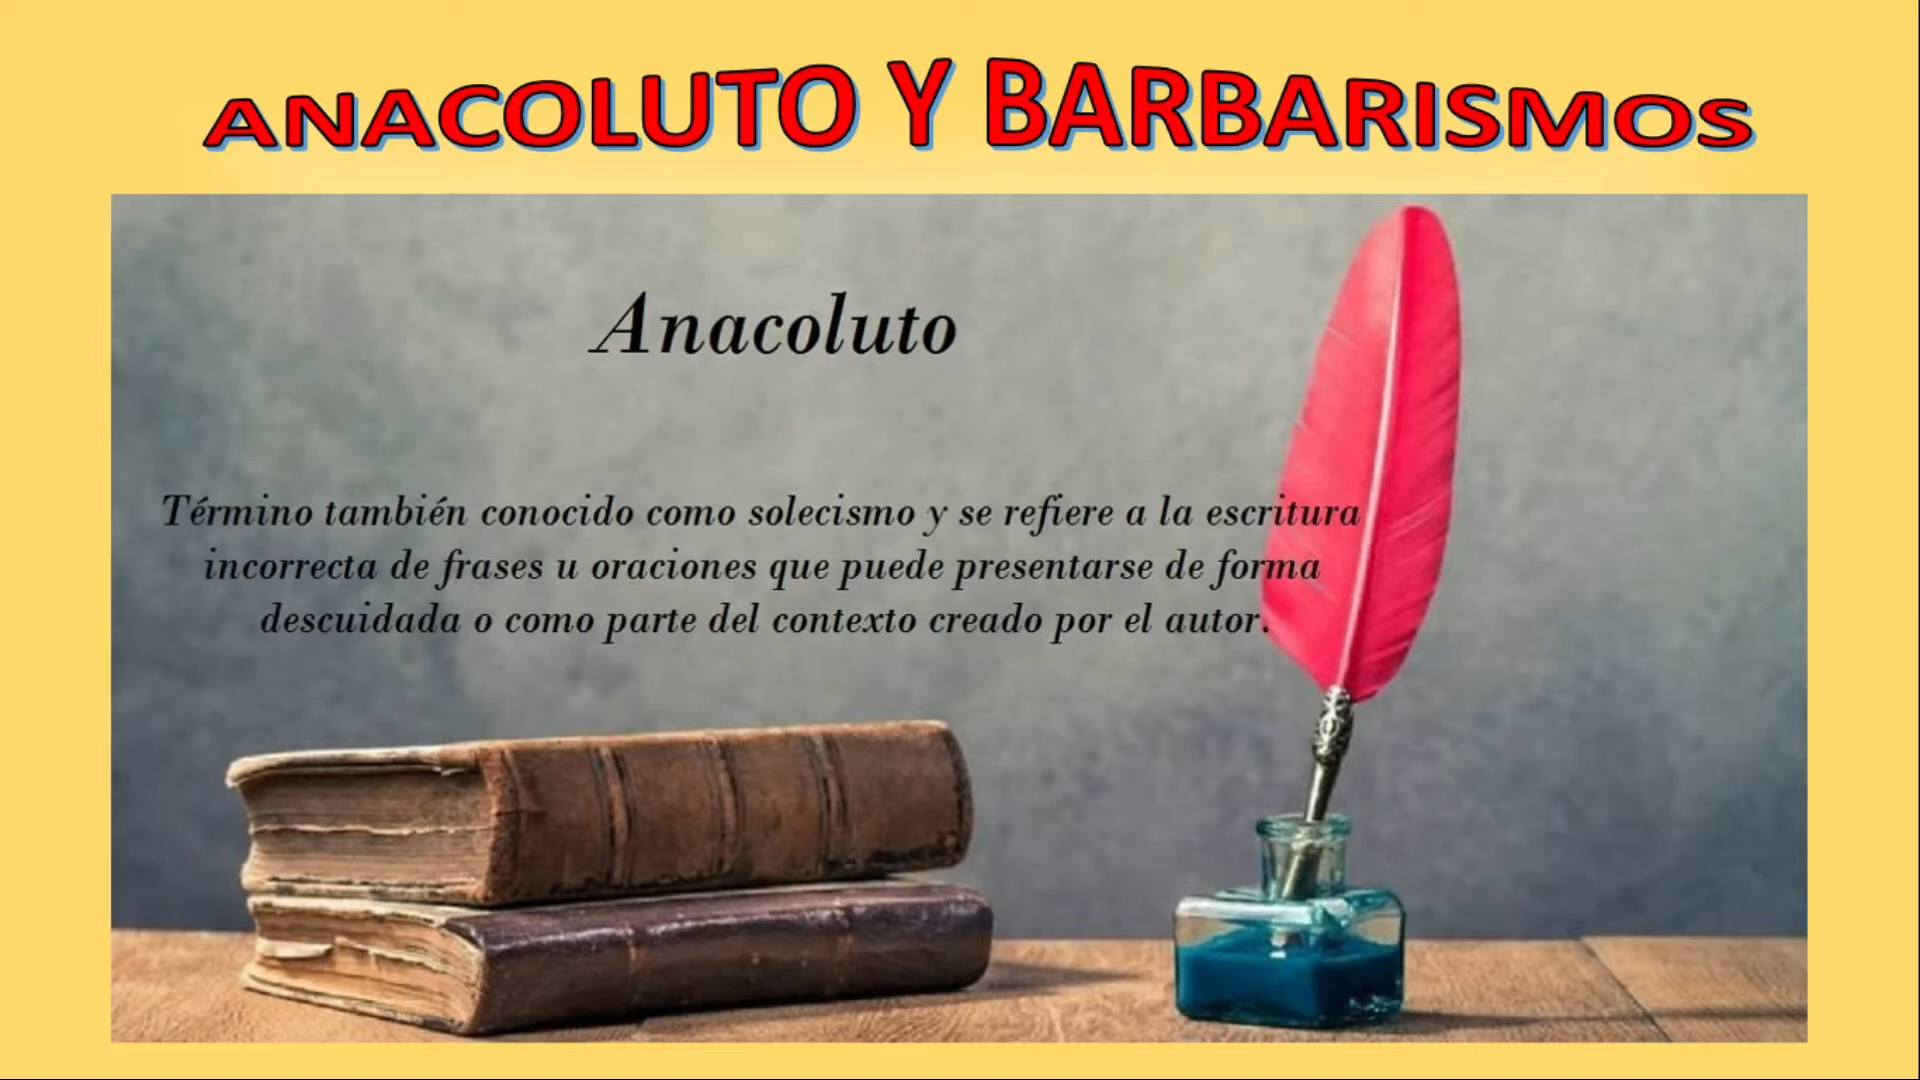 ANACOLUTO Y BARBARISMOS
Anacoluto
Término también conocido como solecismo y se refiere a la escritura
incorrecta de frases u oraciones que puede presentarse de forma
descuidada o como parte del contexto creado por el autor.